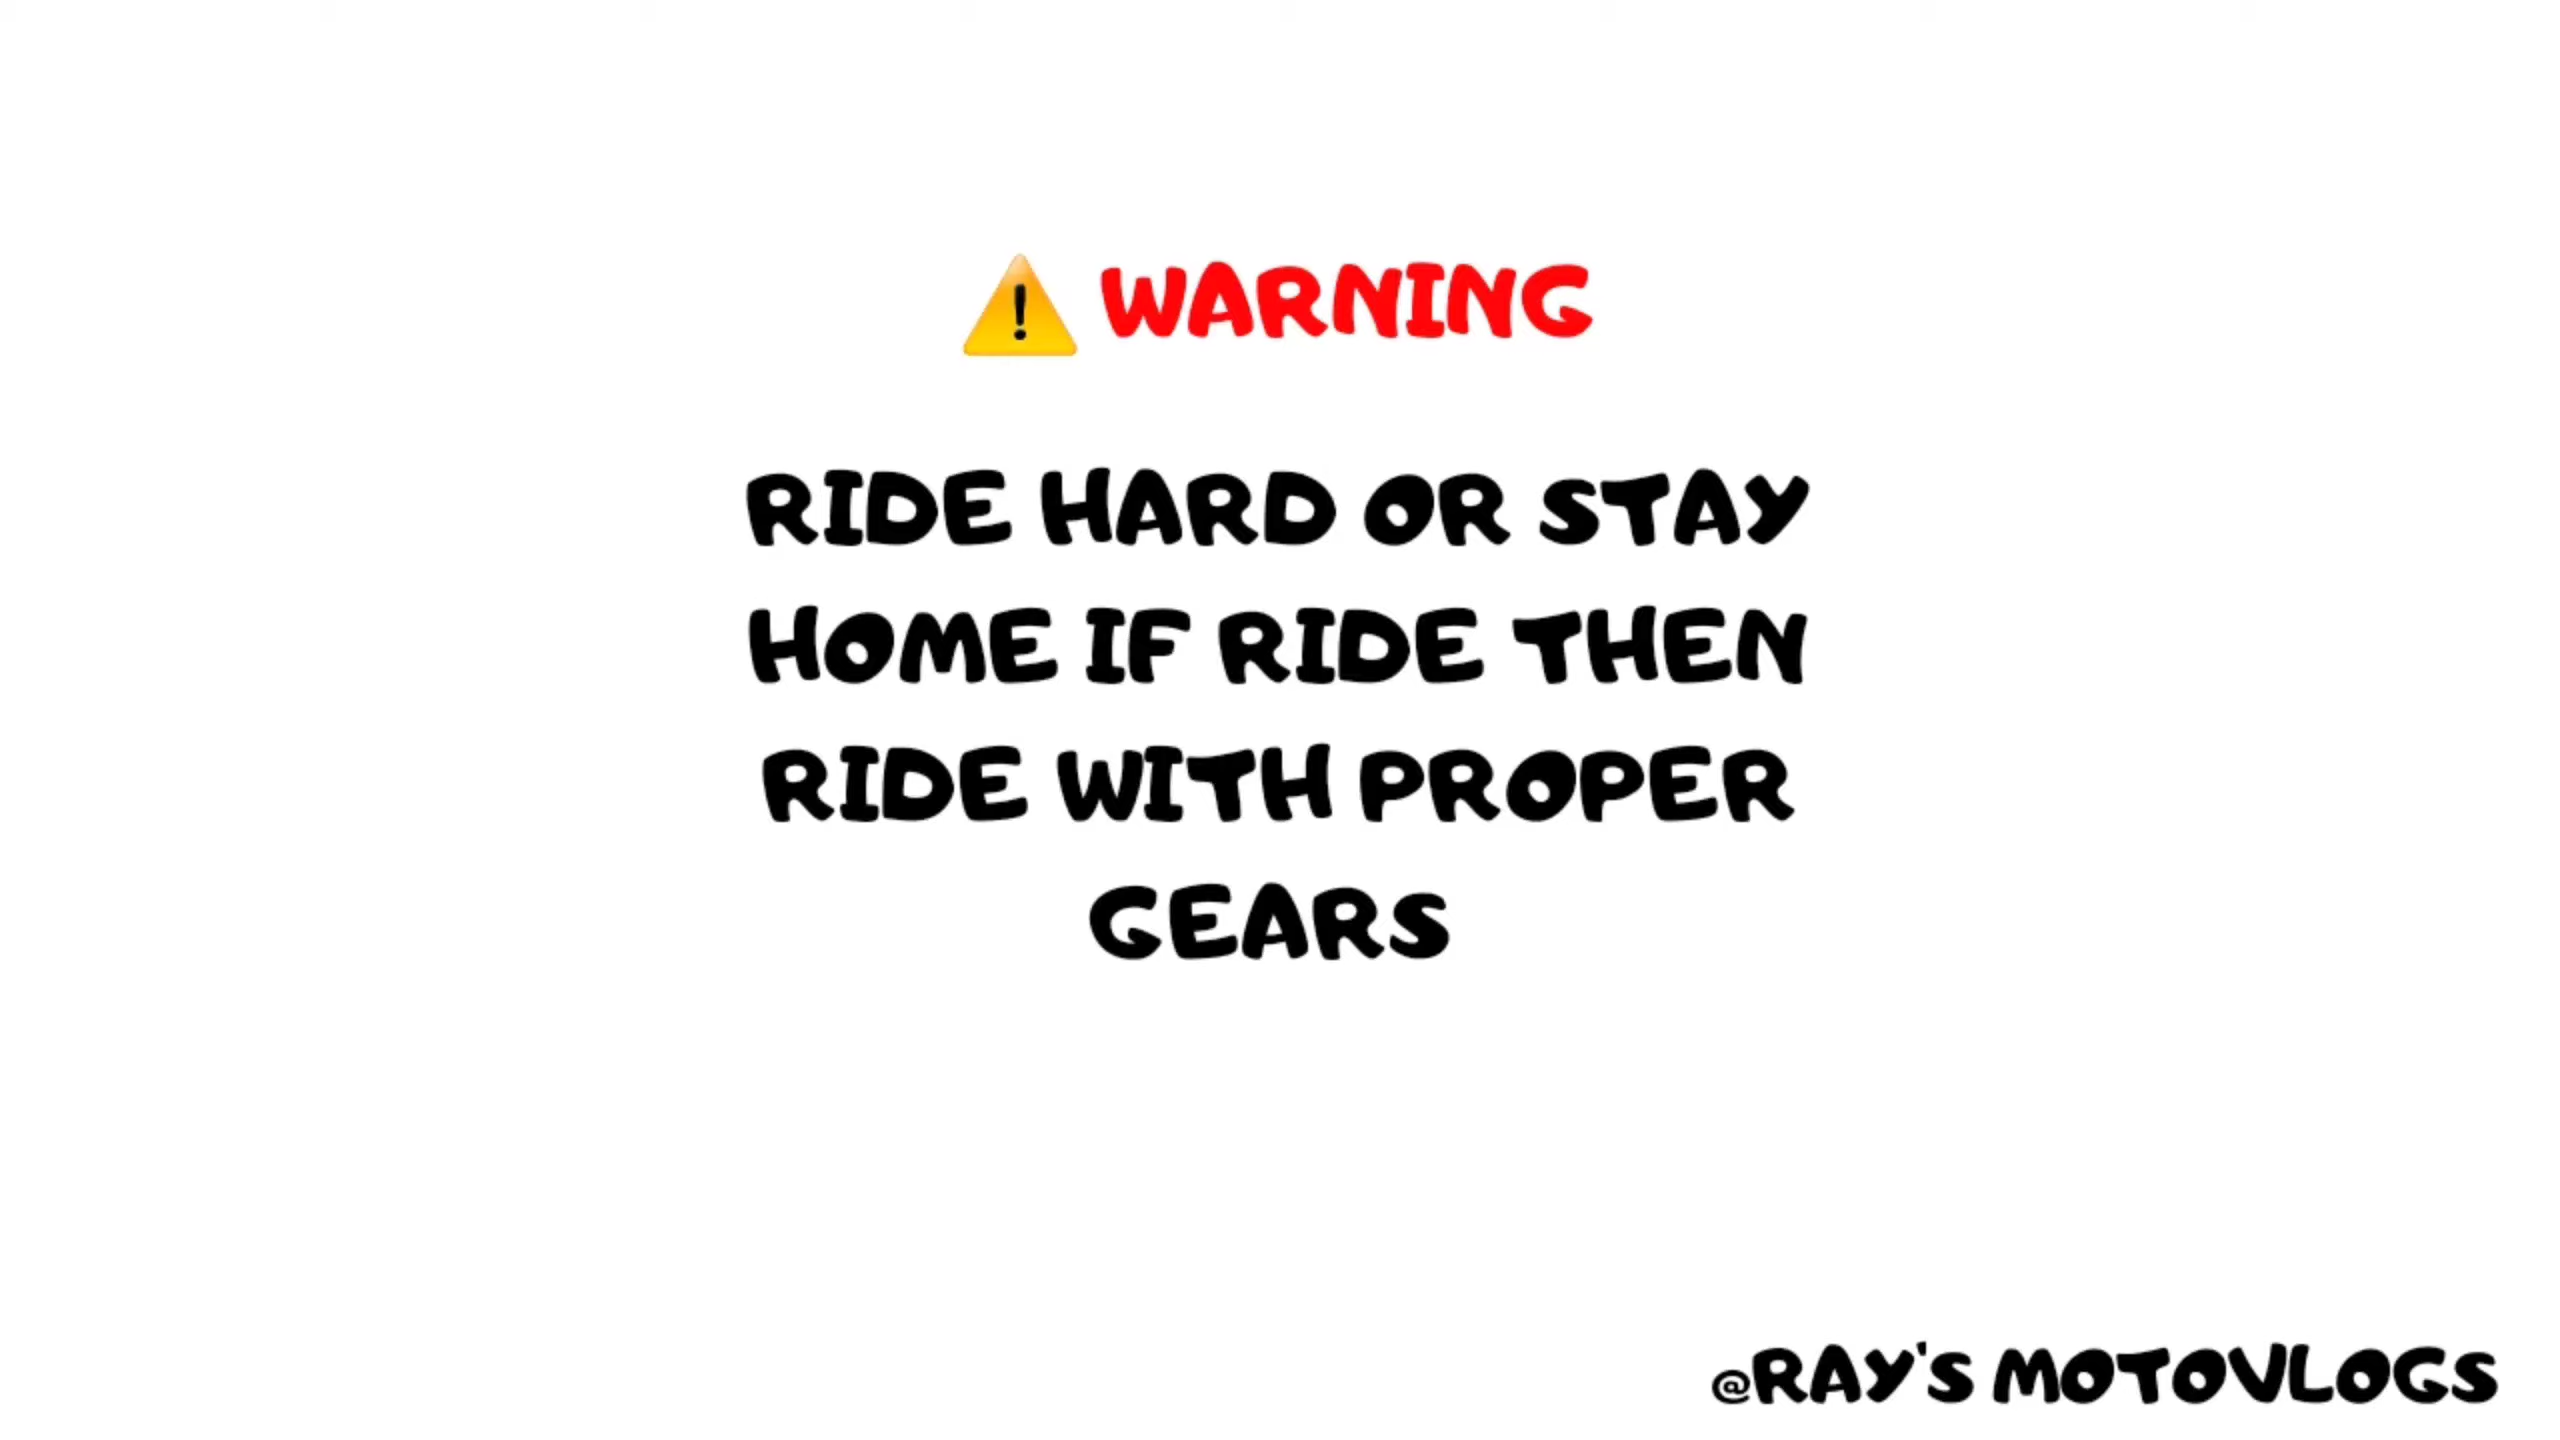 ⚠️ WARNING
RIDE HARD OR STAY
HOME IF RIDE THEN
RIDE WITH PROPER
GEARS
@RAY'S MOTOVLOGS